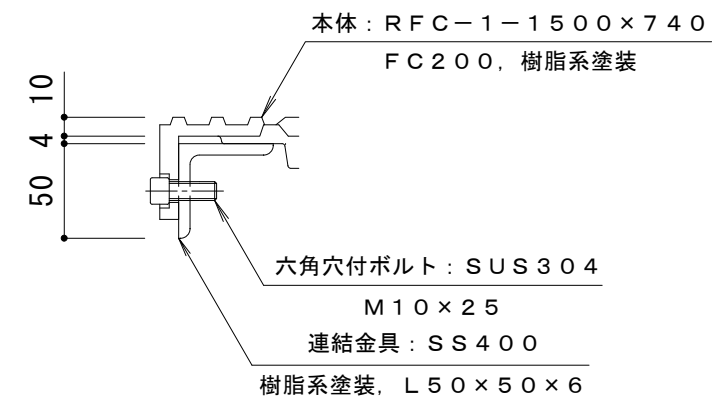 本体：ＲＦＣ－１－１５００×７４０
ＦＣ２００，樹脂系塗装
10
4
50
六角穴付ボルト：ＳＵＳ３０４
Ｍ１０×２５
連結金具：ＳＳ４００
樹脂系塗装，Ｌ５０×５０×６